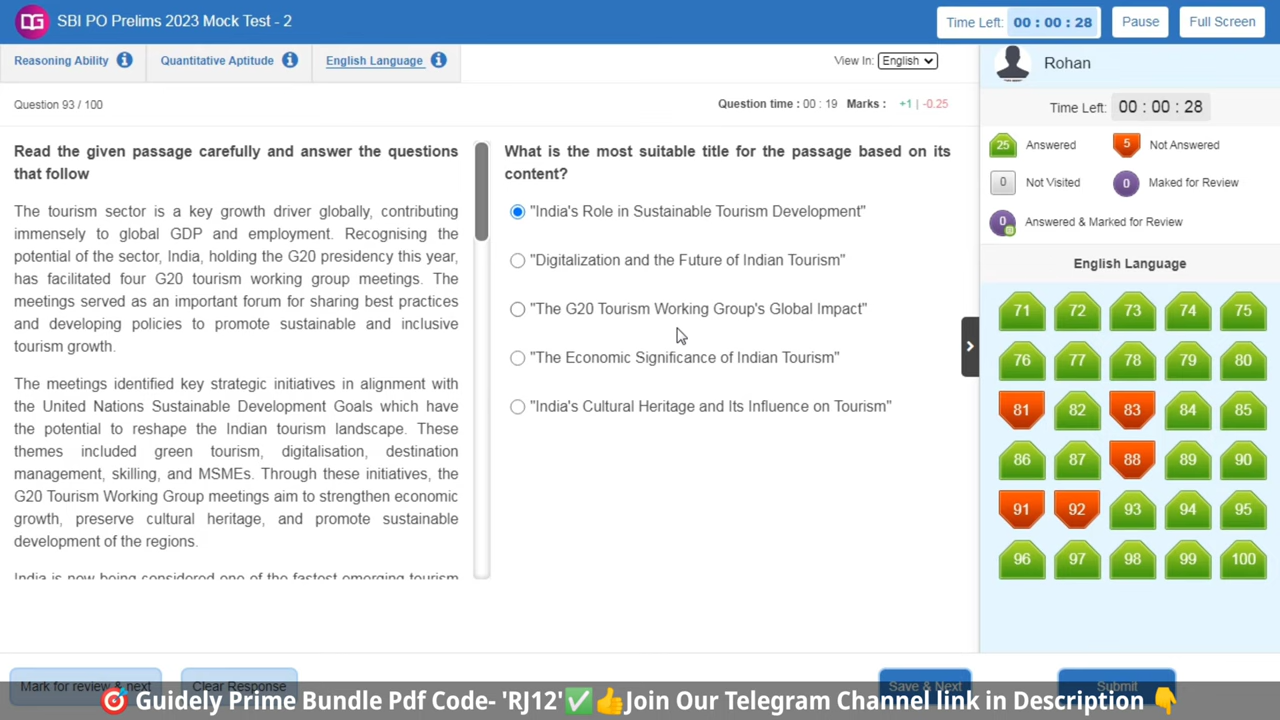 SBI PO Prelims 2023 Mock Test - 2
Time Left: 00 : 00 : 28
Pause
Full Screen
Reasoning Ability
Quantitative Aptitude
English Language
View In: English
Rohan
Question 93 / 100
Question time : 00 : 19 Marks : +1 | -0.25
Time Left: 00 : 00 : 28
Read the given passage carefully and answer the questions
that follow
The tourism sector is a key growth driver globally, contributing
immensely to global GDP and employment. Recognising the
potential of the sector, India, holding the G20 presidency this year,
has facilitated four G20 tourism working group meetings. The
meetings served as an important forum for sharing best practices
and developing policies to promote sustainable and inclusive
tourism growth.
The meetings identified key strategic initiatives in alignment with
the United Nations Sustainable Development Goals which have
the potential to reshape the Indian tourism landscape. These
themes included green tourism, digitalisation, destination
management, skilling, and MSMEs. Through these initiatives, the
G20 Tourism Working Group meetings aim to strengthen economic
growth, preserve cultural heritage, and promote sustainable
development of the regions.
India is now being considered one of the fastest emerging tourism
What is the most suitable title for the passage based on its
content?
"India's Role in Sustainable Tourism Development"
"Digitalization and the Future of Indian Tourism"
"The G20 Tourism Working Group's Global Impact"
"The Economic Significance of Indian Tourism"
"India's Cultural Heritage and Its Influence on Tourism"
25 Answered
5 Not Answered
0 Not Visited
0 Maked for Review
0 Answered & Marked for Review
English Language
71 72 73 74 75
76 77 78 79 80
81 82 83 84 85
86 87 88 89 90
91 92 93 94 95
96 97 98 99 100
Mark for review & next
Clear Response
Save & Next
Submit
🎯 Guidely Prime Bundle Pdf Code- 'RJ12'✅👍Join Our Telegram Channel link in Description 👇